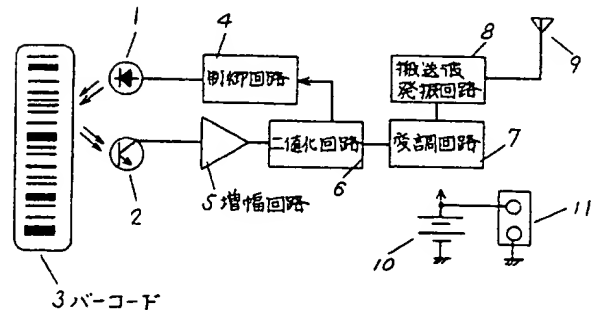 1
4
制御回路
8
搬送波
発振回路
9
2
5 増幅回路
二値化回路
6
変調回路
7
10
11
3 バーコード